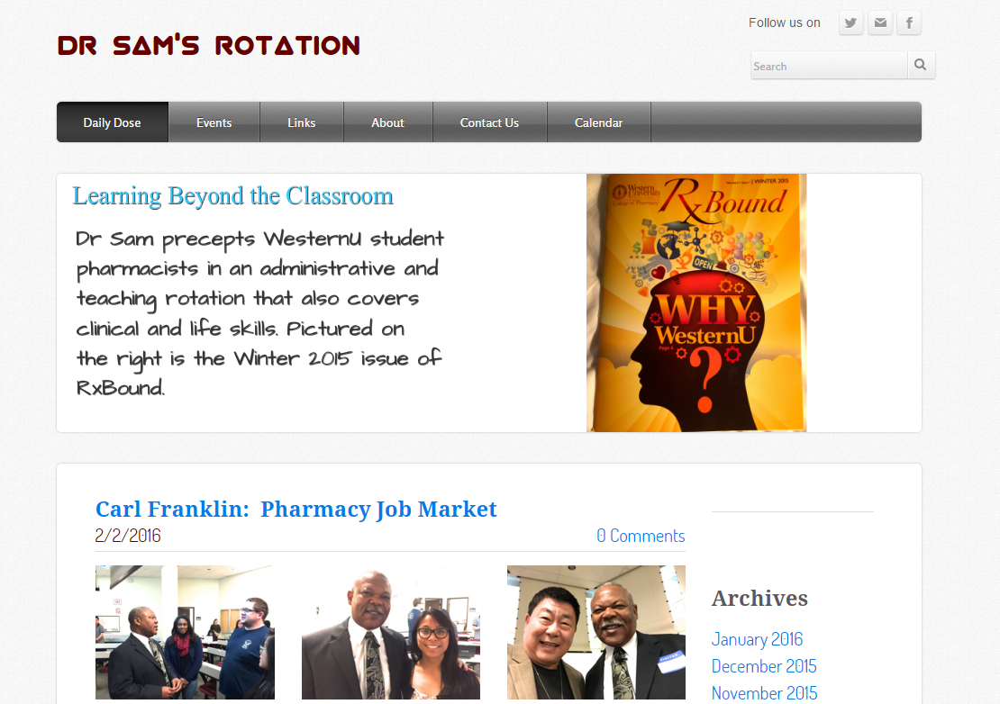 Follow us on
DR SAM'S ROTATION
Search
Daily Dose
Events
Links
About
Contact Us
Calendar
Learning Beyond the Classroom
Dr Sam precepts WesternU student
pharmacists in an administrative and
teaching rotation that also covers
clinical and life skills. Pictured on
the right is the Winter 2015 issue of
RxBound.
Western
University
College of Pharmacy
WINTER 2015
Rx Bound
OPEN
WHY
WesternU
Page 4
?
Carl Franklin:  Pharmacy Job Market
2/2/2016
0 Comments
Archives
January 2016
December 2015
November 2015